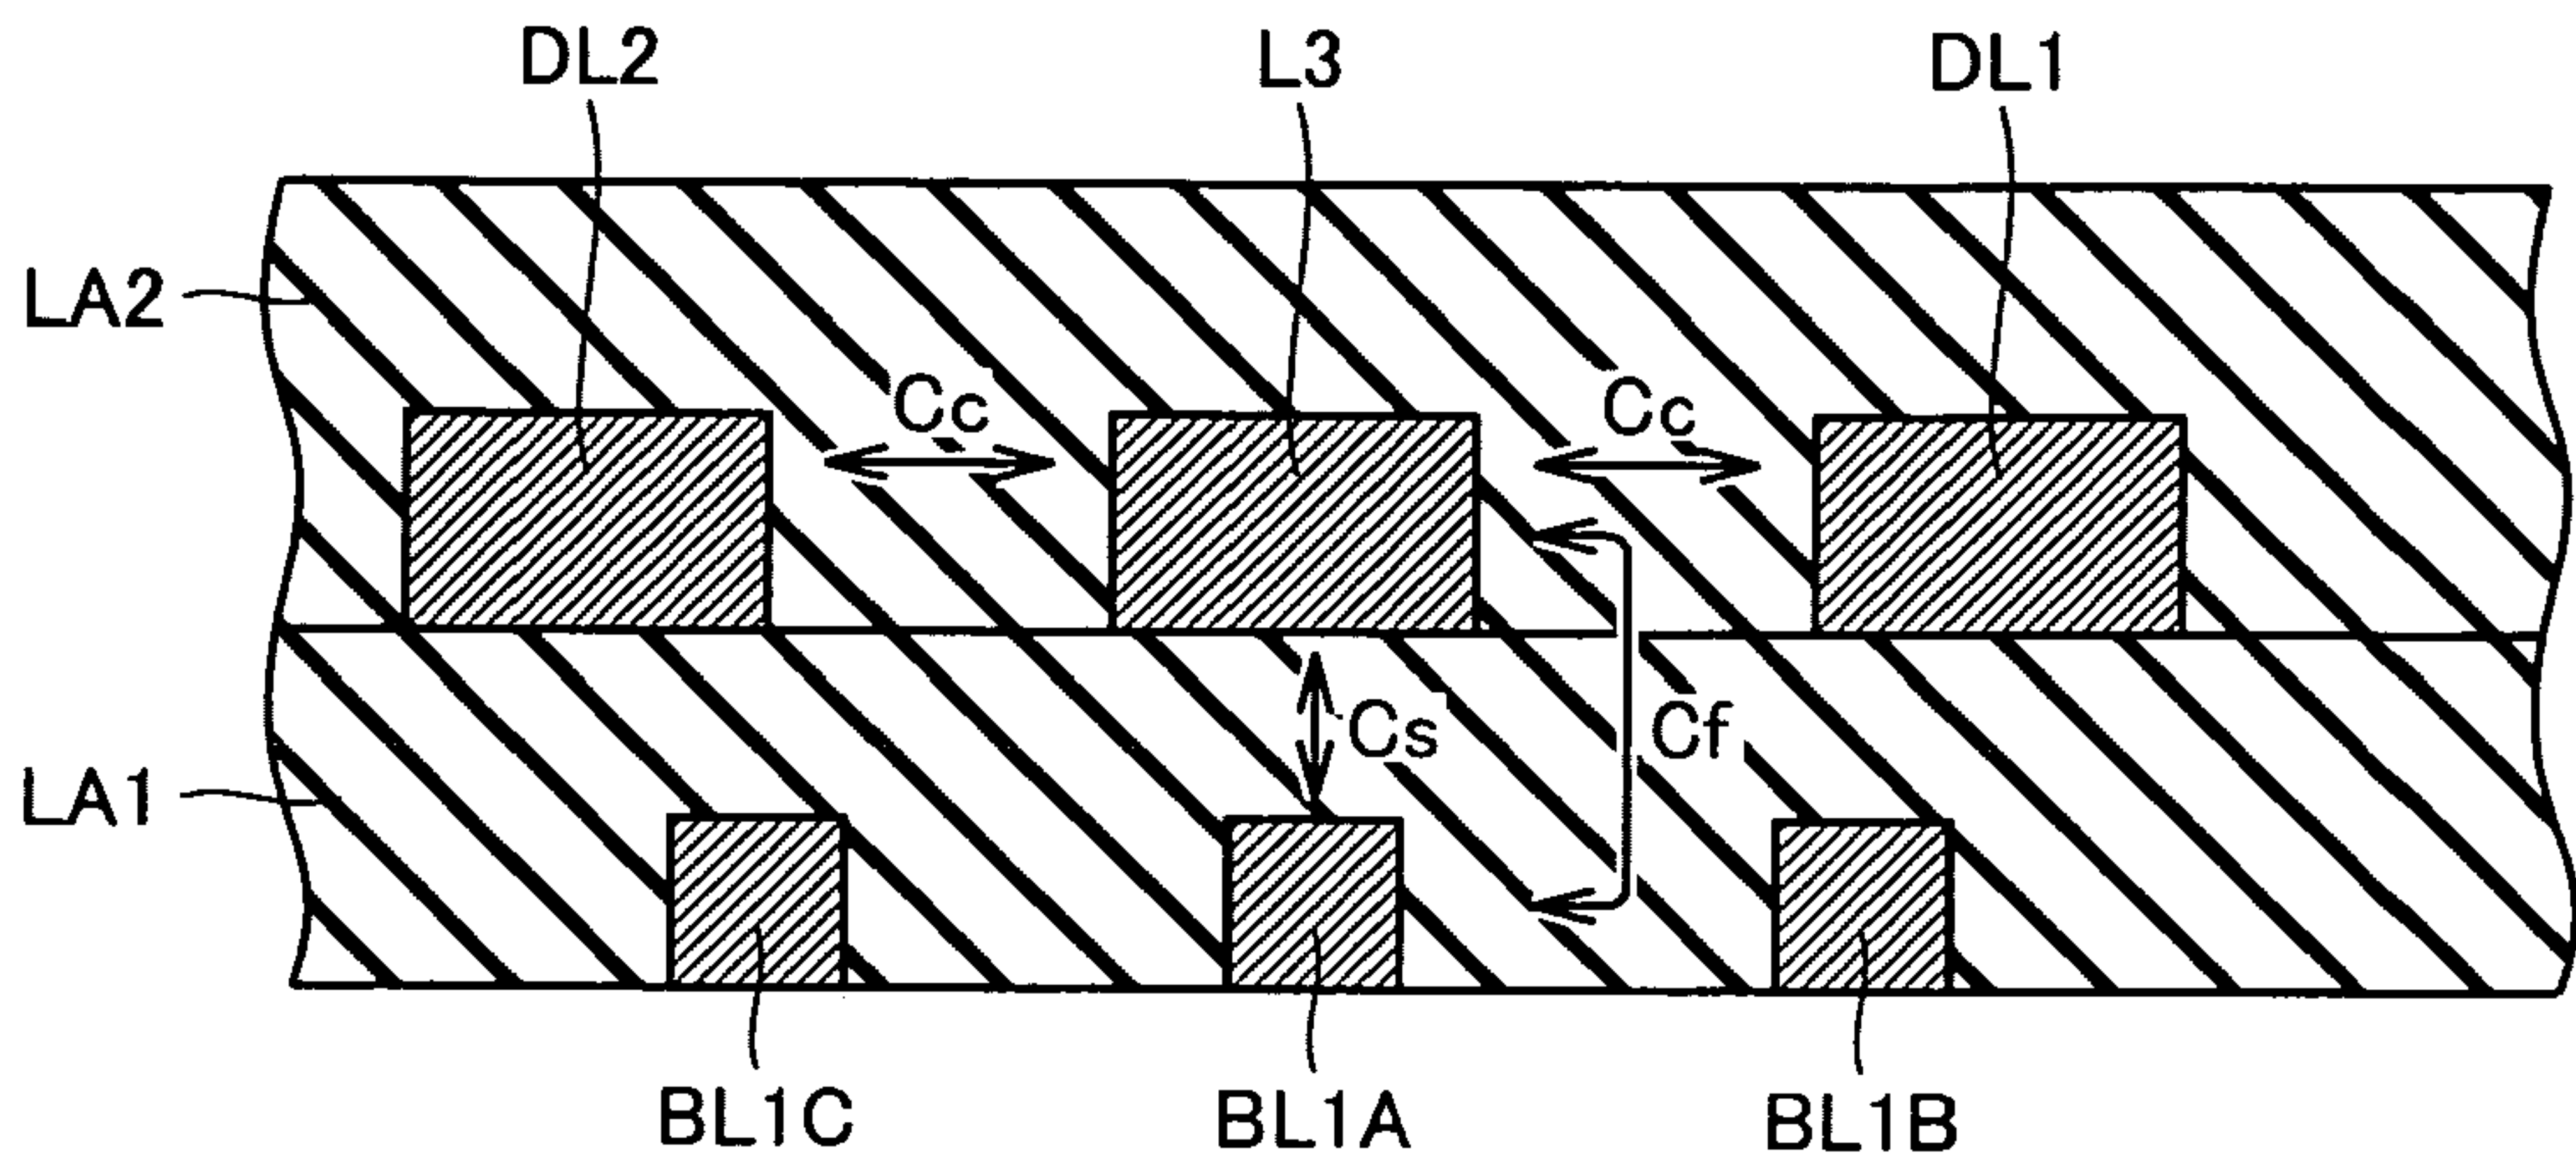 DL2 L3 DL1
LA2
Cc Cc
LA1 Cs Cf
BL1C BL1A BL1B